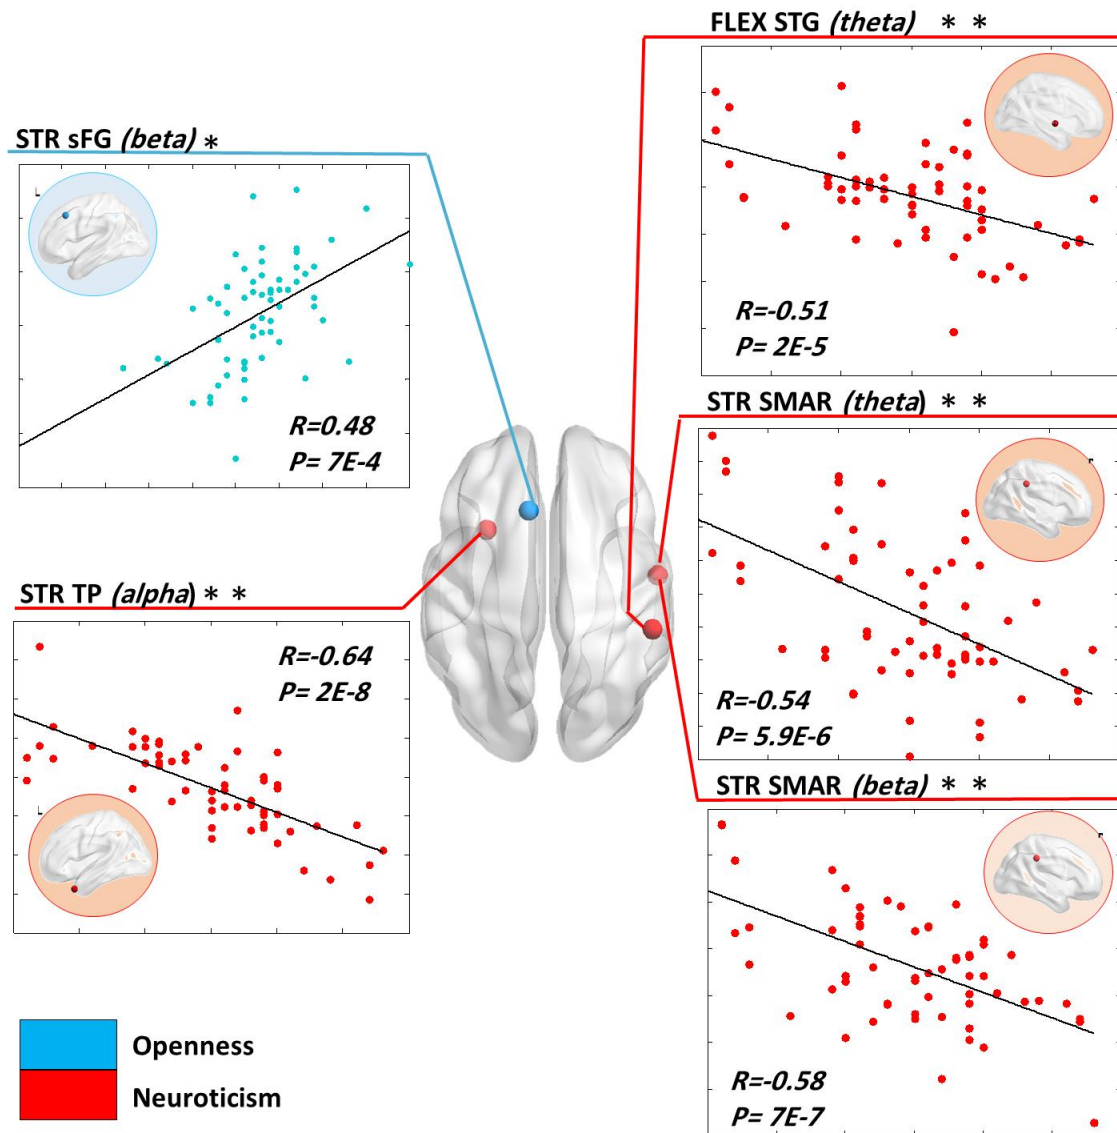 FLEX STG (theta) * *
R=-0.51
P= 2E-5
STR sFG (beta) *
R=0.48
P= 7E-4
STR SMAR (theta) * *
R=-0.54
P= 5.9E-6
STR TP (alpha) * *
R=-0.64
P= 2E-8
STR SMAR (beta) * *
R=-0.58
P= 7E-7
Openness
Neuroticism